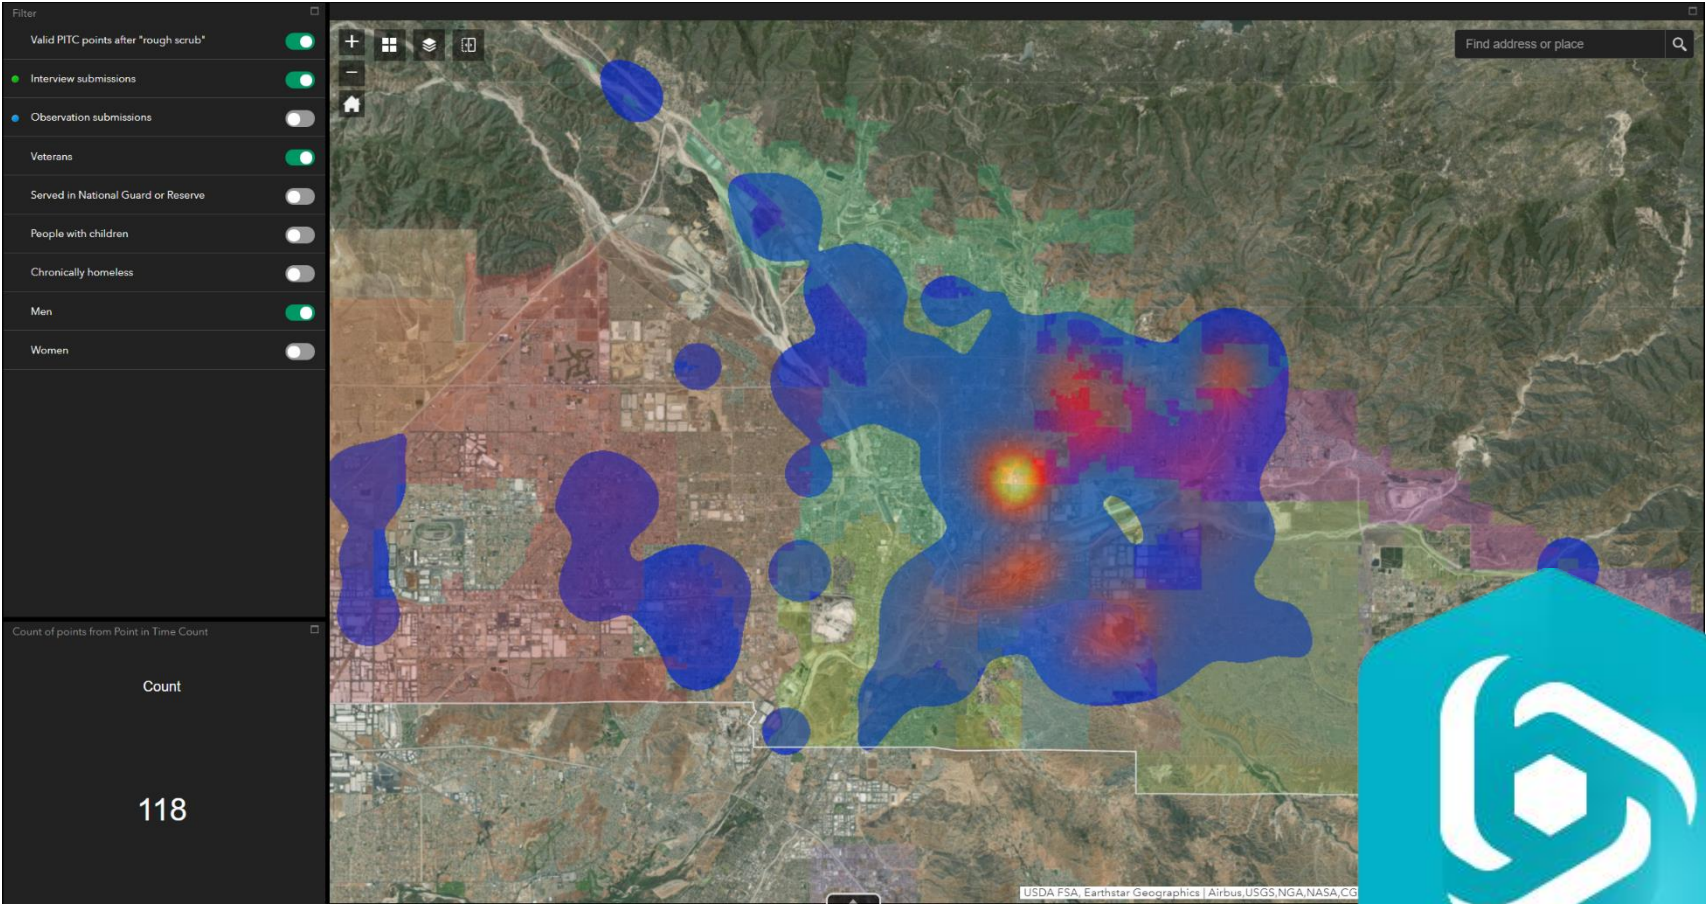 Filter
Valid PITC points after "rough scrub"
Interview submissions
Observation submissions
Veterans
Served in National Guard or Reserve
People with children
Chronically homeless
Men
Women
Count of points from Point in Time Count
Count
118
Find address or place
USDA FSA, Earthstar Geographics | Airbus,USGS,NGA,NASA,CG